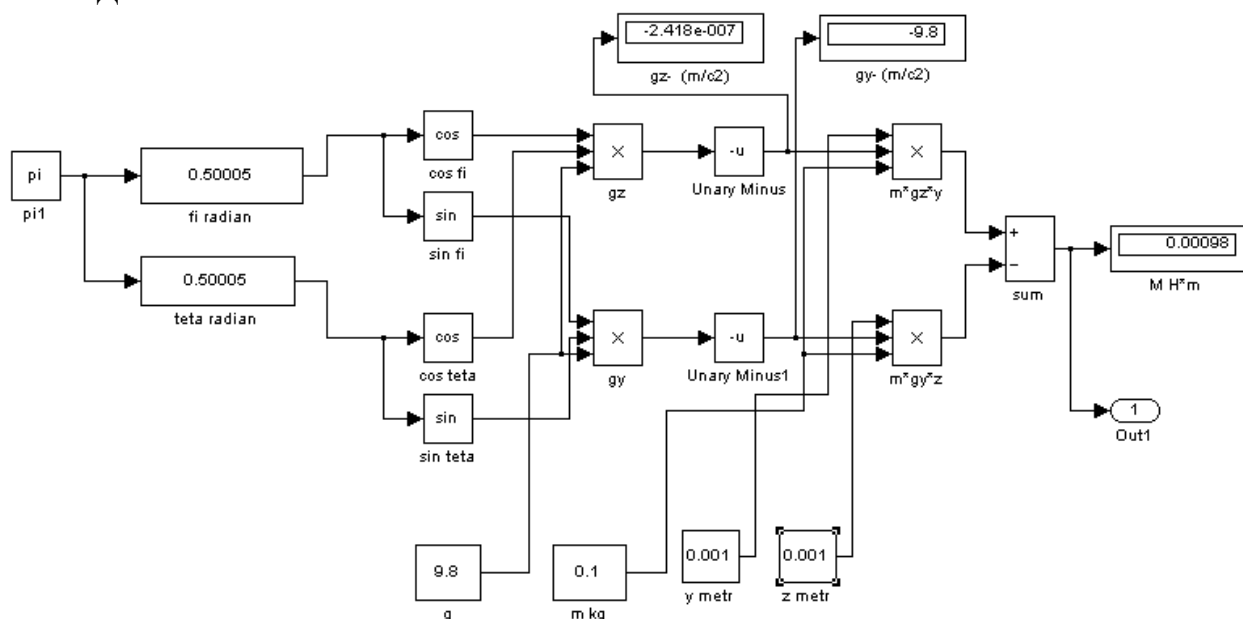 -2.418e-007
gz- (m/c2)
-9.8
gy- (m/c2)
pi
pi1
0.50005
fi radian
cos
cos fi
sin
sin fi
×
gz
-u
Unary Minus
×
m*gz*y
+
−
sum
0.00098
M H*m
0.50005
teta radian
cos
cos teta
sin
sin teta
×
gy
-u
Unary Minus1
×
m*gy*z
1
Out1
9.8
g
0.1
m kg
0.001
y metr
0.001
z metr